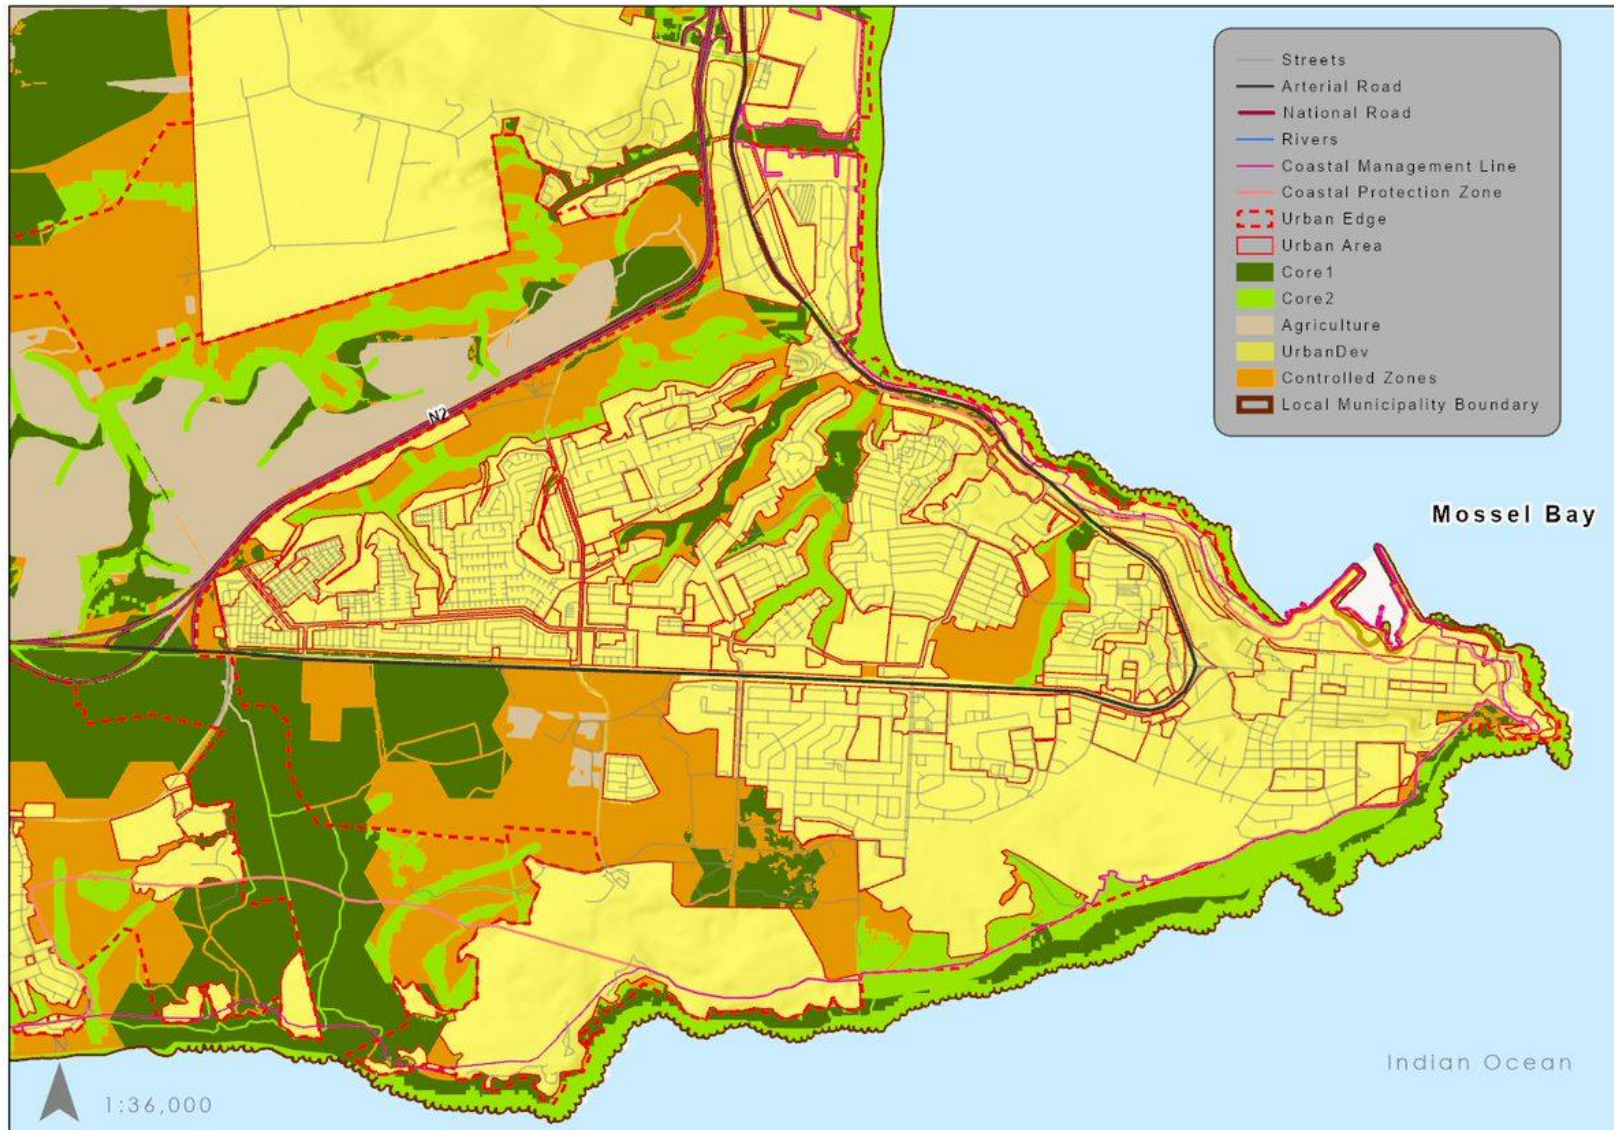 Streets
Arterial Road
National Road
Rivers
Coastal Management Line
Coastal Protection Zone
Urban Edge
Urban Area
Core1
Core2
Agriculture
UrbanDev
Controlled Zones
Local Municipality Boundary
N2
Mossel Bay
Indian Ocean
1:36,000